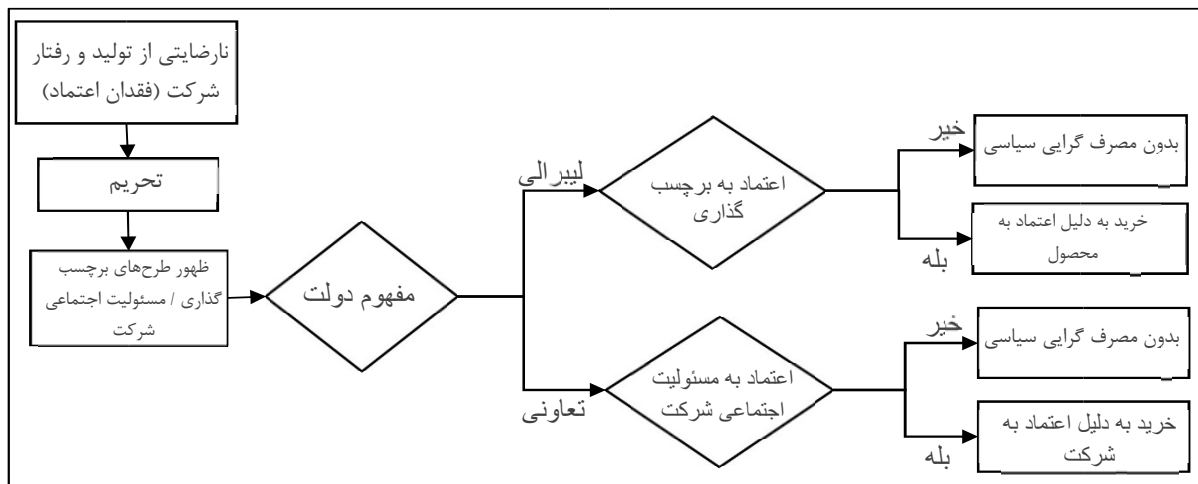 نارضایتی از تولید و رفتار
شرکت (فقدان اعتماد)
تحریم
ظهور طرح‌های برچسب
گذاری / مسئولیت اجتماعی
شرکت
مفهوم دولت
لیبرالی
اعتماد به برچسب
گذاری
خیر
بدون مصرف گرایی سیاسی
بله
خرید به دلیل اعتماد به
محصول
تعاونی
اعتماد به مسئولیت
اجتماعی شرکت
خیر
بدون مصرف گرایی سیاسی
بله
خرید به دلیل اعتماد به
شرکت